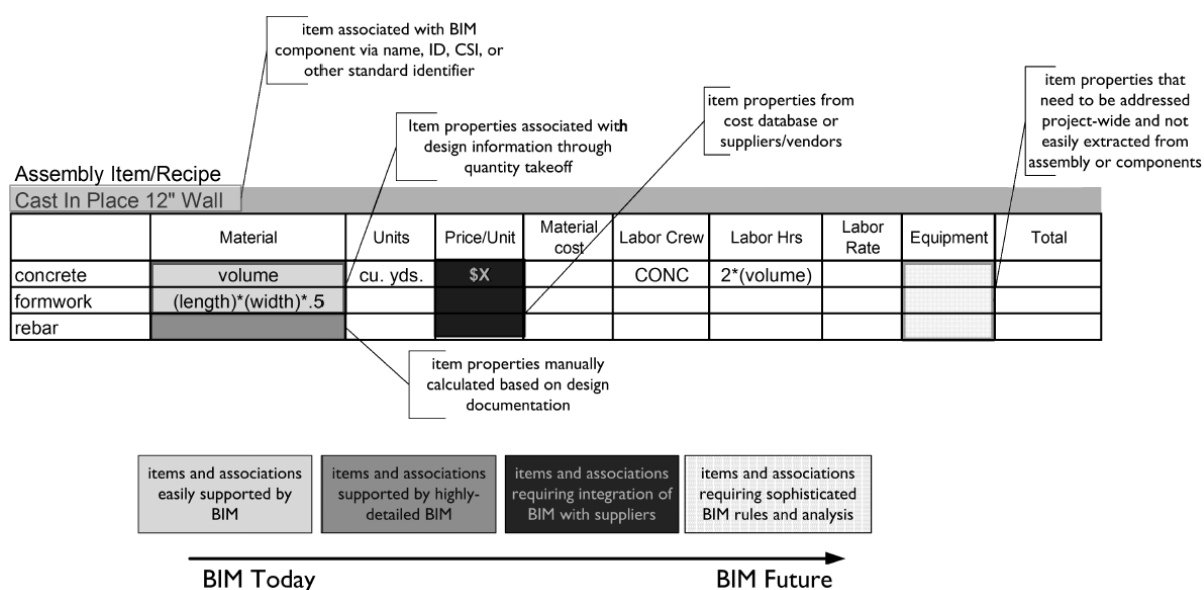 item associated with BIM
component via name, ID, CSI, or
other standard identifier
item properties that
need to be addressed
project-wide and not
easily extracted from
assembly or components
item properties from
cost database or
suppliers/vendors
Item properties associated with
design information through
quantity takeoff
Assembly Item/Recipe
Cast In Place 12" Wall
Material Units Price/Unit Material cost Labor Crew Labor Hrs Labor Rate Equipment Total
concrete volume cu. yds. $X CONC 2*(volume)
formwork (length)*(width)*.5
rebar
item properties manually
calculated based on design
documentation
items and associations
easily supported by
BIM
items and associations
supported by highly-
detailed BIM
items and associations
requiring integration of
BIM with suppliers
items and associations
requiring sophisticated
BIM rules and analysis
BIM Today
BIM Future